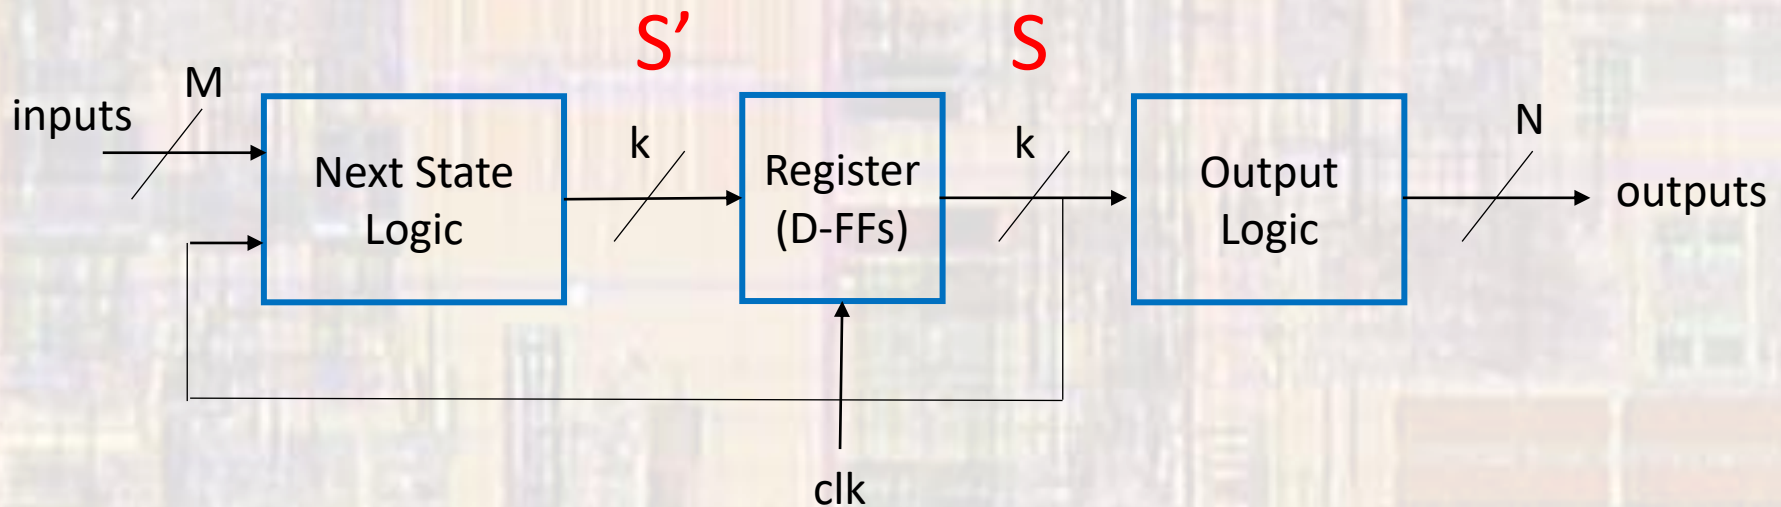 S’
S
inputs
M
Next State
Logic
k
Register
(D-FFs)
k
Output
Logic
N
outputs
clk